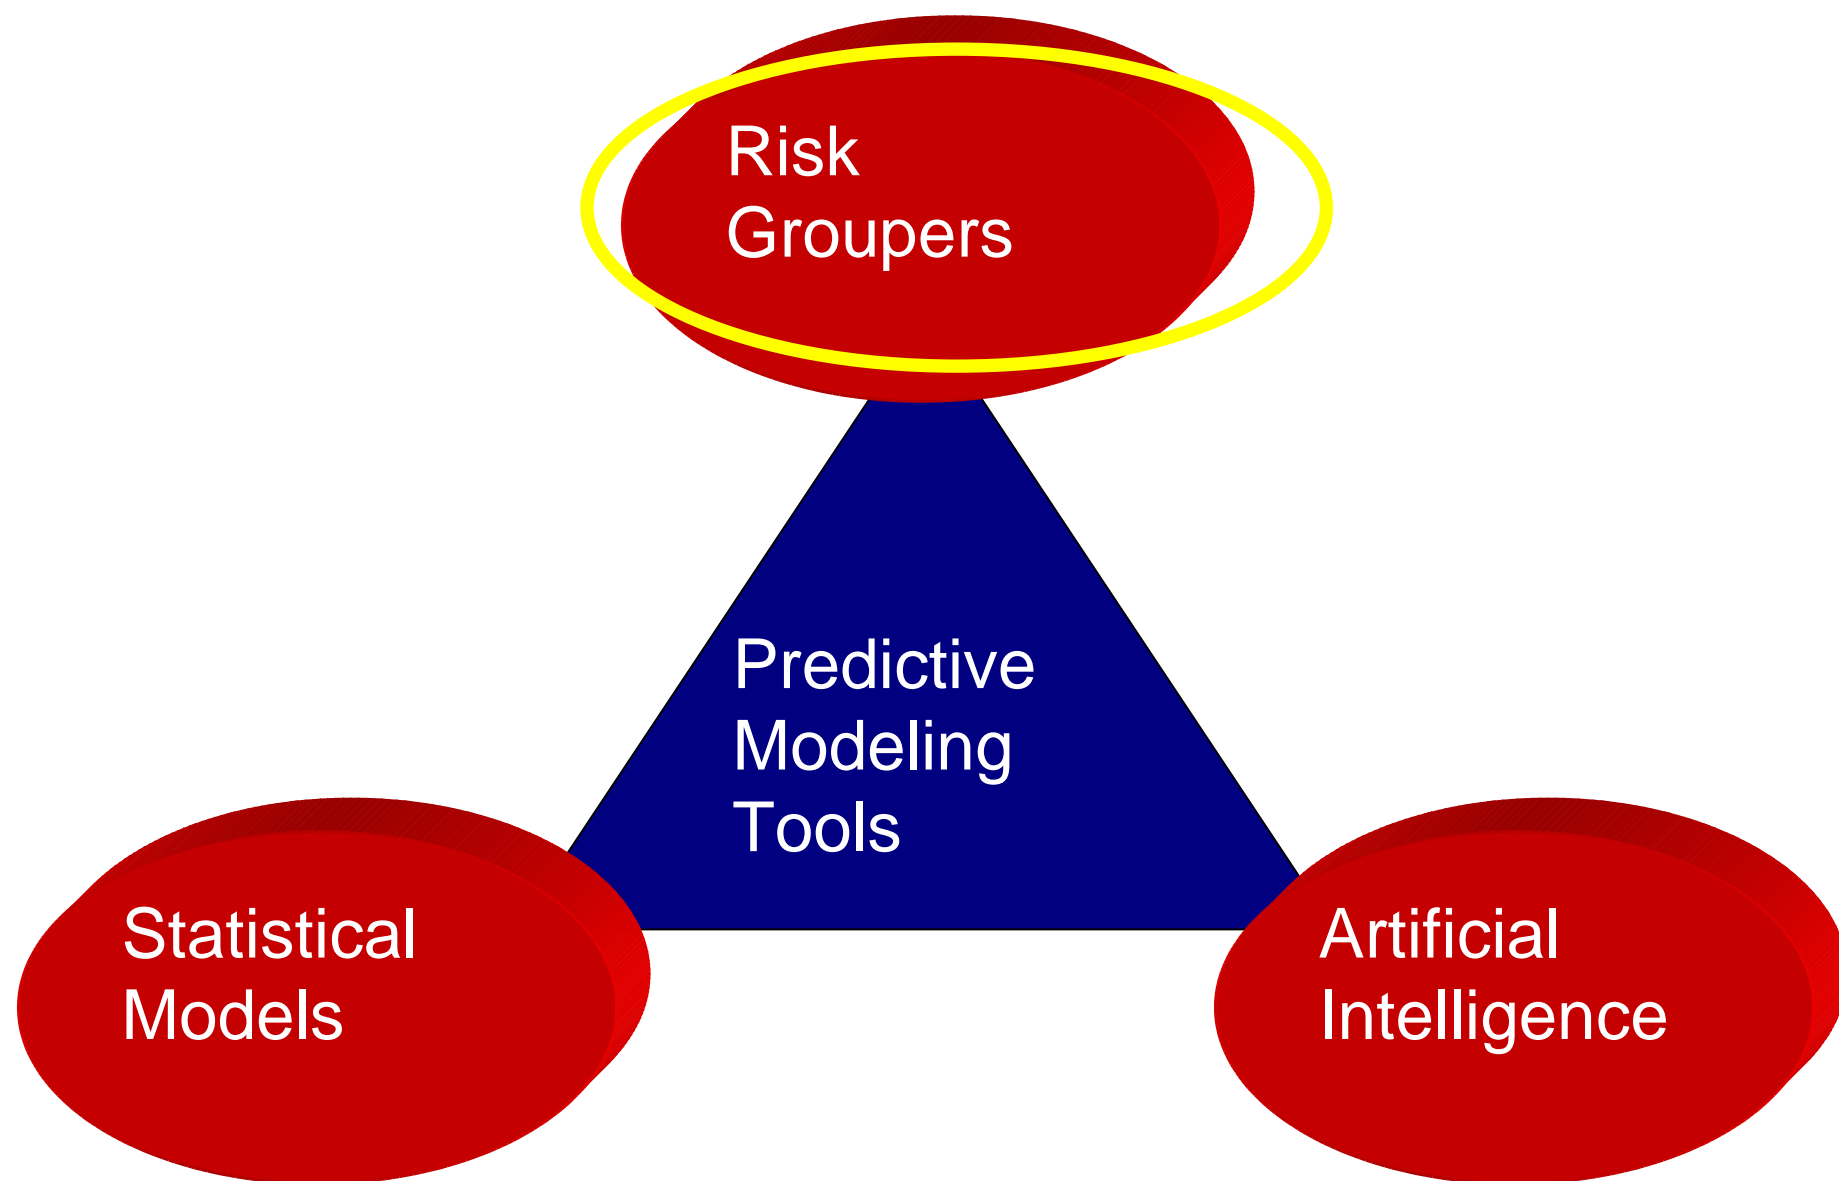 Risk
Groupers
Predictive
Modeling
Tools
Statistical
Models
Artificial
Intelligence